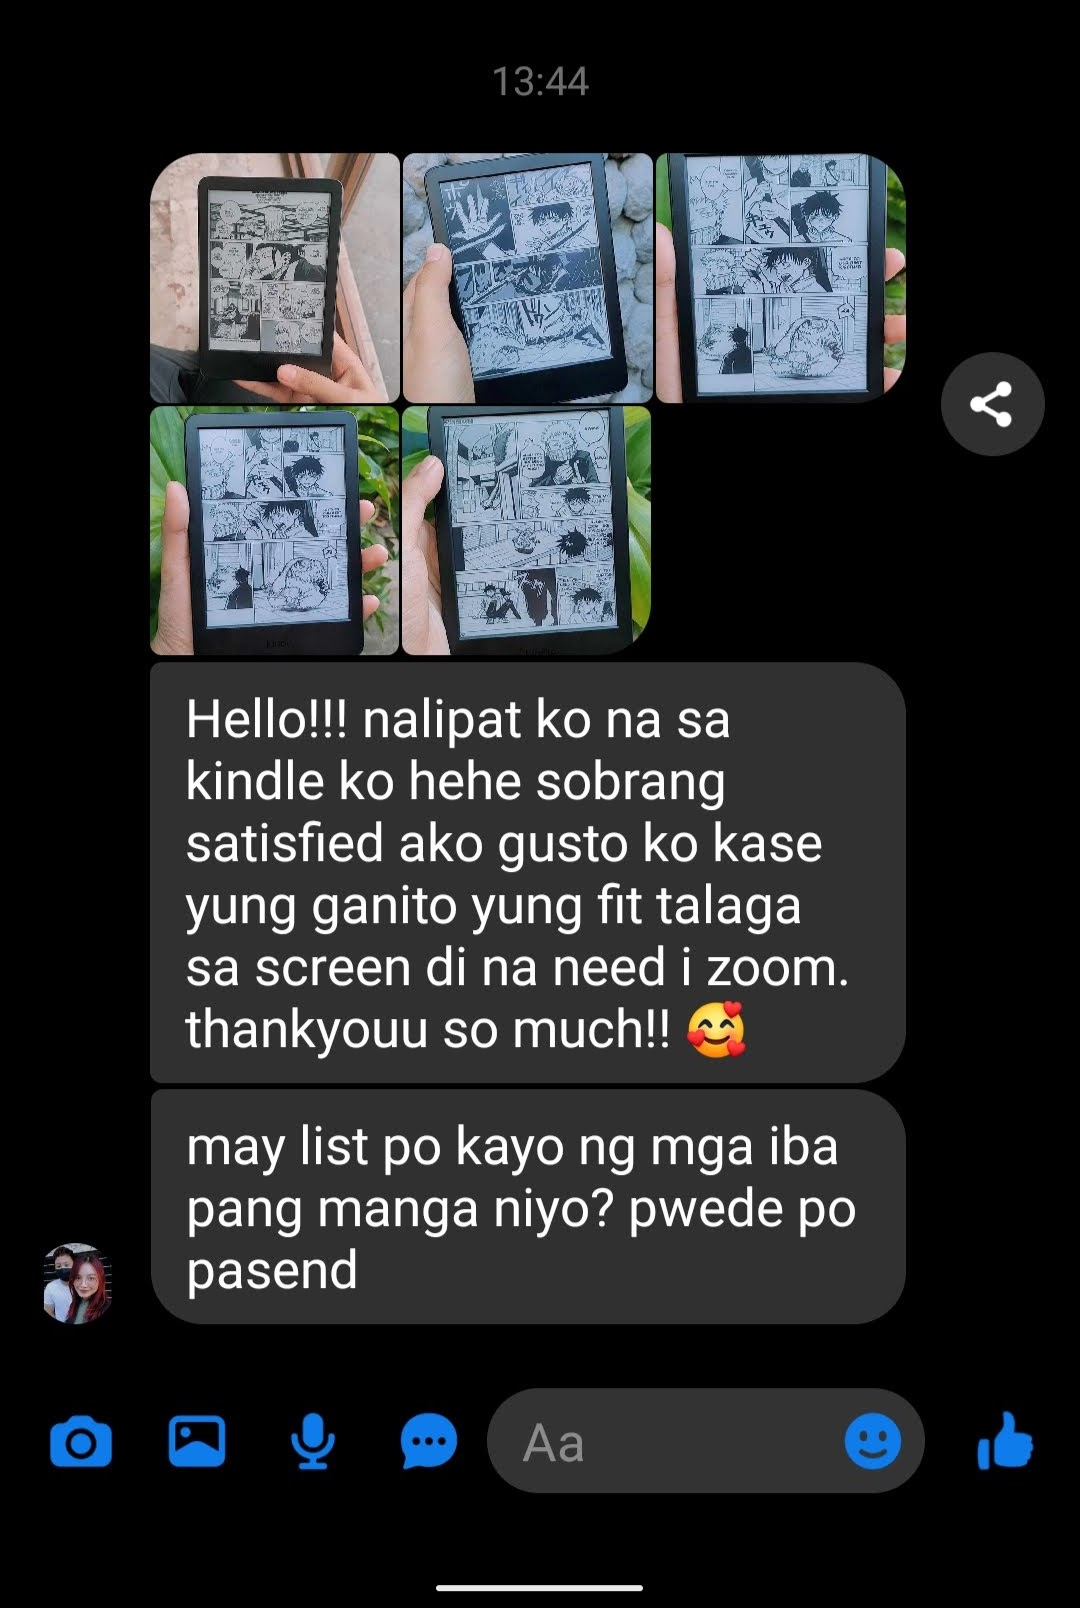 13:44
Hello!!! nalipat ko na sa
kindle ko hehe sobrang
satisfied ako gusto ko kase
yung ganito yung fit talaga
sa screen di na need i zoom.
thankyouu so much!! 🥰
may list po kayo ng mga iba
pang manga niyo? pwede po
pasend
Aa